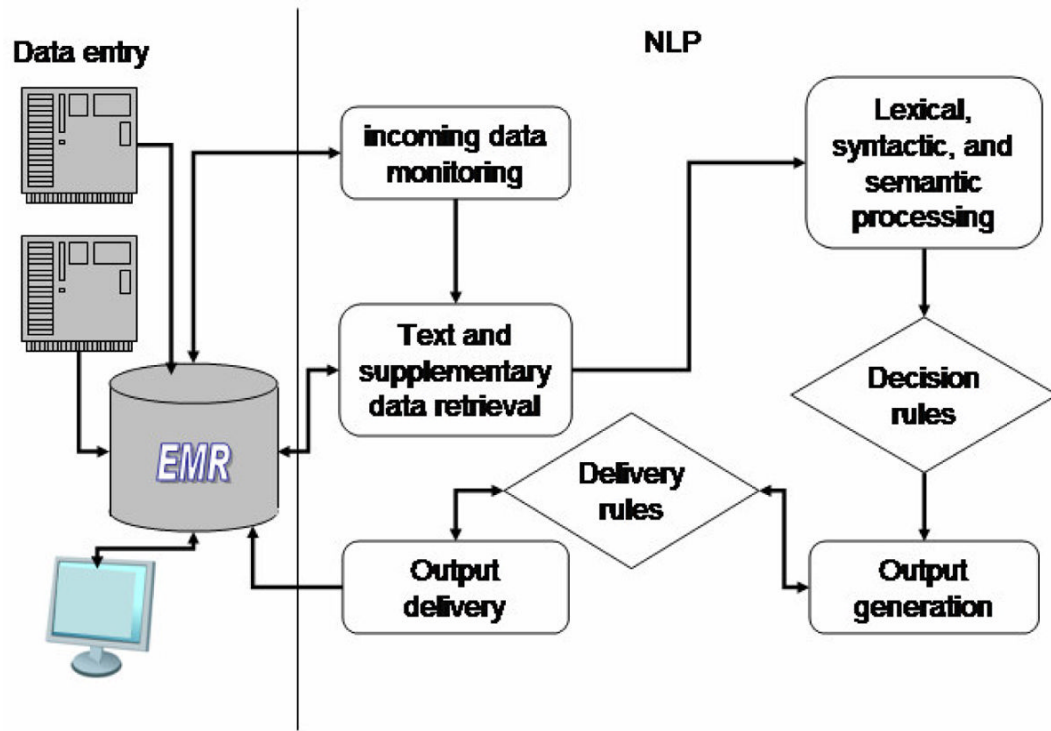 NLP
Data entry
incoming data
monitoring
Lexical,
syntactic, and
semantic
processing
Text and
supplementary
data retrieval
Decision
rules
EMR
Delivery
rules
Output
delivery
Output
generation